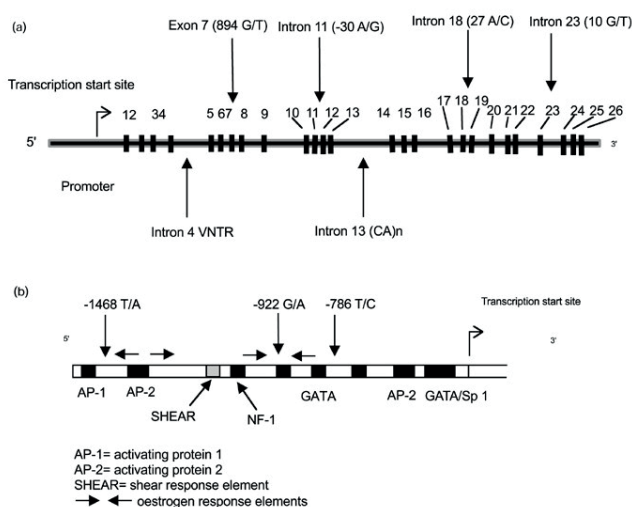 (a)
Exon 7 (894 G/T) Intron 11 (-30 A/G) Intron 18 (27 A/C) Intron 23 (10 G/T)
Transcription start site
12 34 5 67 8 9 10 11 12 13 14 15 16 17 18 19 20 21 22 23 24 25 26
5' 3'
Promoter
Intron 4 VNTR Intron 13 (CA)n
(b)
-1468 T/A -922 G/A -786 T/C Transcription start site
5' 3'
AP-1 AP-2 SHEAR NF-1 GATA AP-2 GATA/Sp 1
AP-1= activating protein 1
AP-2= activating protein 2
SHEAR= shear response element
oestrogen response elements